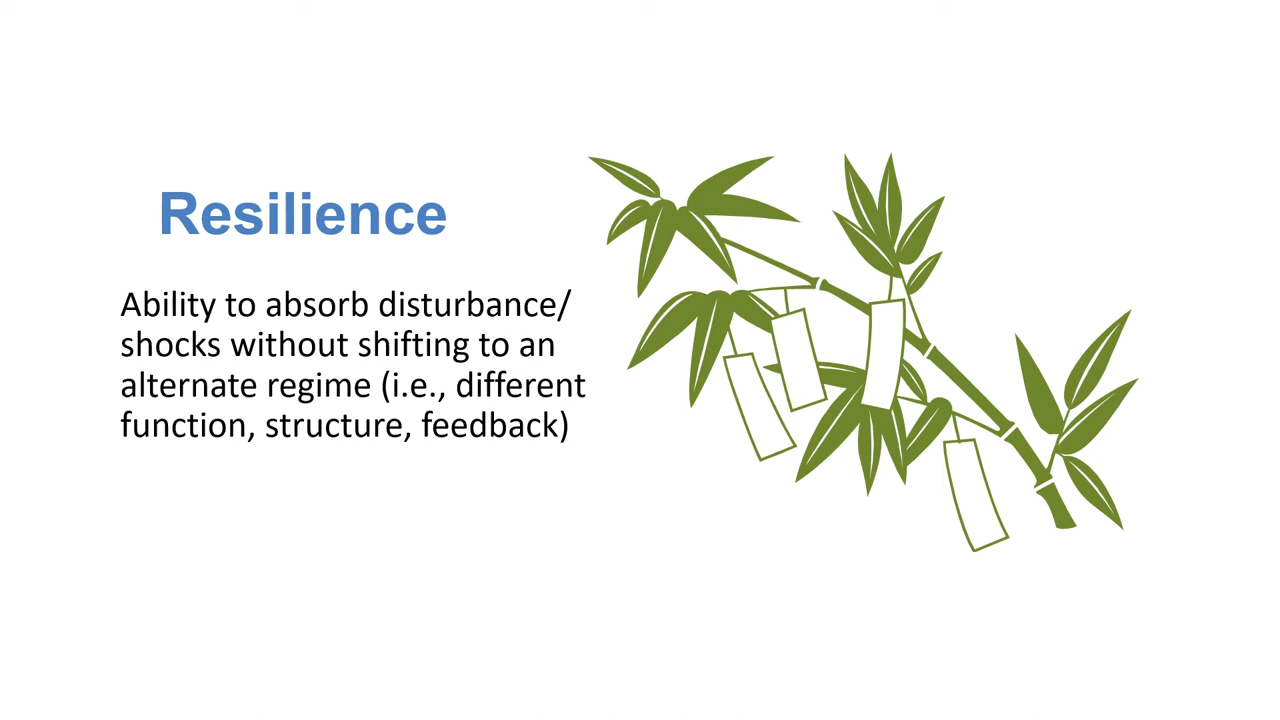 Resilience
Ability to absorb disturbance/
shocks without shifting to an
alternate regime (i.e., different
function, structure, feedback)